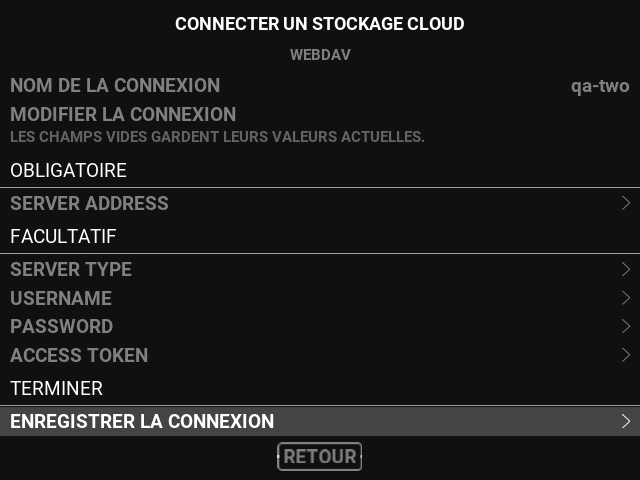 CONNECTER UN STOCKAGE CLOUD
WEBDAV
NOM DE LA CONNEXION qa-two
MODIFIER LA CONNEXION
LES CHAMPS VIDES GARDENT LEURS VALEURS ACTUELLES.
OBLIGATOIRE
SERVER ADDRESS
FACULTATIF
SERVER TYPE
USERNAME
PASSWORD
ACCESS TOKEN
TERMINER
ENREGISTRER LA CONNEXION
RETOUR